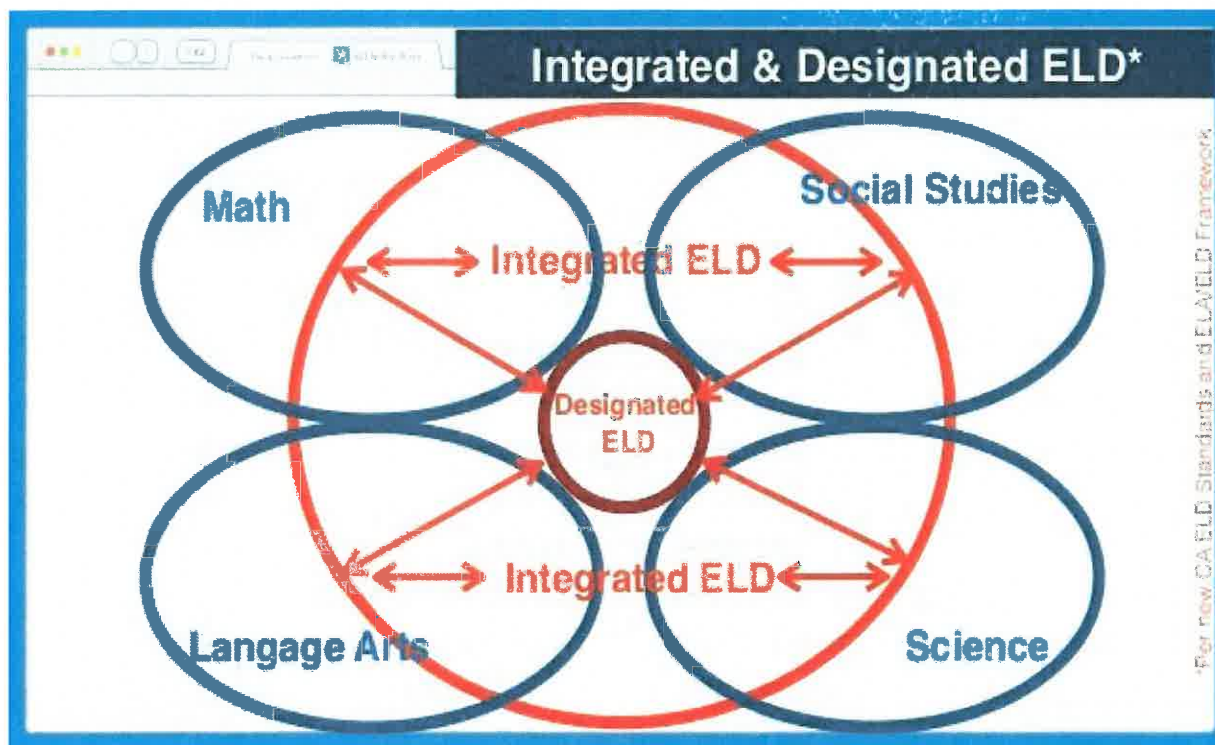 Integrated & Designated ELD*
Math
Social Studies
Integrated ELD
Designated
ELD
Integrated ELD
Langage Arts
Science
*Per new CA ELD Standards and ELA/ELD Framework